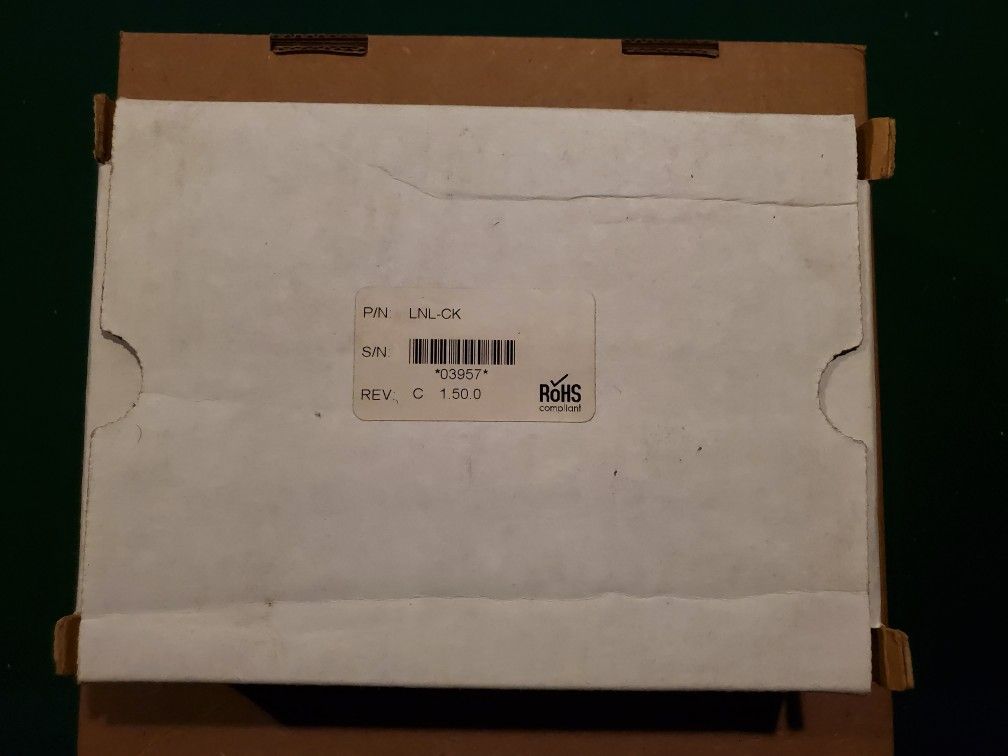 P/N: LNL-CK
S/N:
*03957*
REV: C 1.50.0
RoHS
compliant